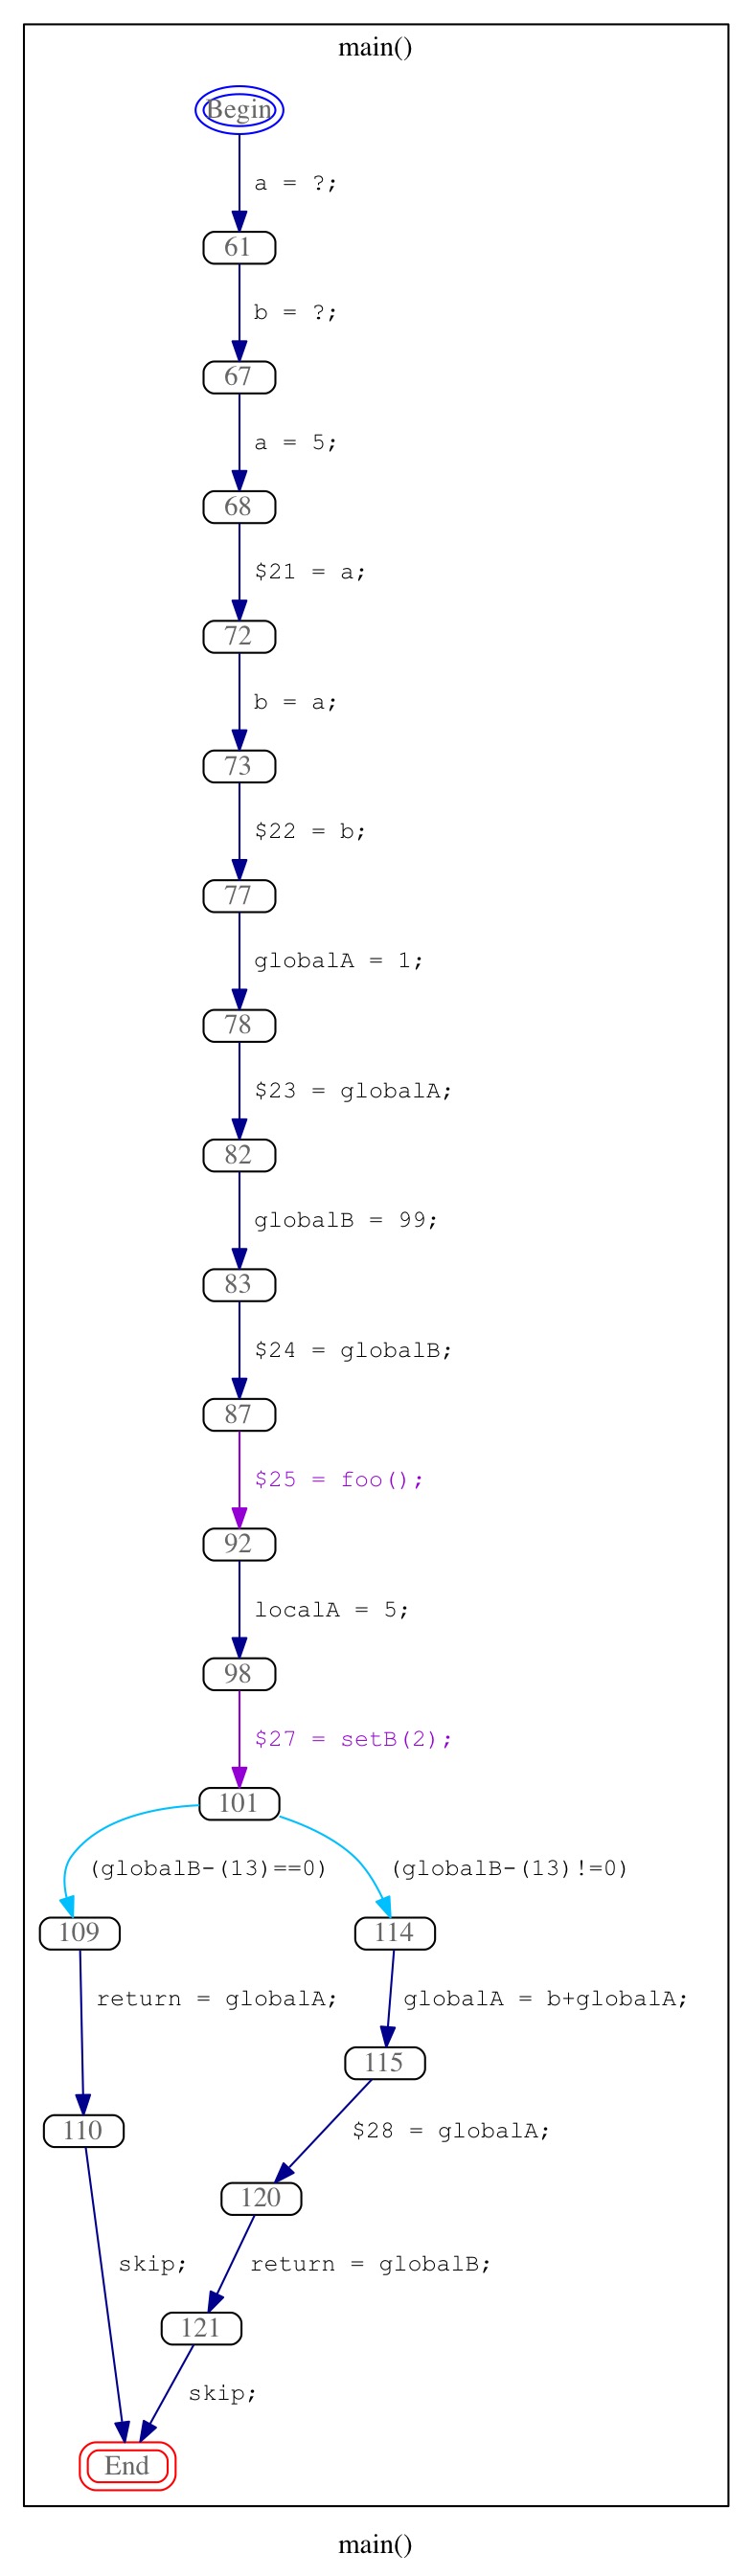 main()
Begin
a = ?;
61
b = ?;
67
a = 5;
68
$21 = a;
72
b = a;
73
$22 = b;
77
globalA = 1;
78
$23 = globalA;
82
globalB = 99;
83
$24 = globalB;
87
$25 = foo();
92
localA = 5;
98
$27 = setB(2);
101
(globalB-(13)==0)
(globalB-(13)!=0)
109
114
return = globalA;
globalA = b+globalA;
115
110
$28 = globalA;
120
skip;
return = globalB;
121
skip;
End
main()